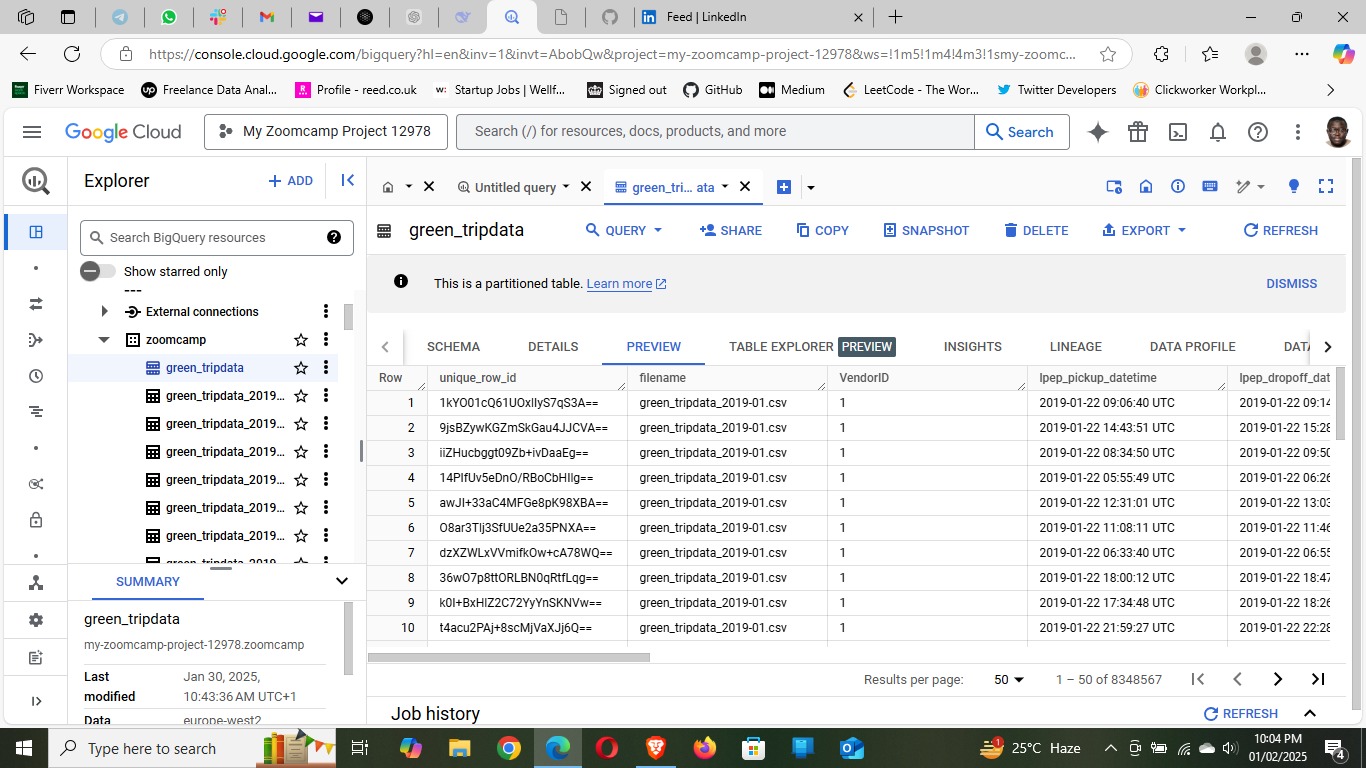 Feed | LinkedIn
https://console.cloud.google.com/bigquery?hl=en&inv=1&invt=AbobQw&project=my-zoomcamp-project-12978&ws=!1m5!1m4!4m3!1smy-zoomc...
Fiverr Workspace
Freelance Data Anal...
Profile - reed.co.uk
Startup Jobs | Wellf...
Signed out
GitHub
Medium
LeetCode - The Wor...
Twitter Developers
Clickworker Workpl...
Google Cloud
My Zoomcamp Project 12978
Search (/) for resources, docs, products, and more
Search
Explorer
+ ADD
Untitled query
green_tri... ata
Search BigQuery resources
green_tripdata
QUERY
SHARE
COPY
SNAPSHOT
DELETE
EXPORT
REFRESH
Show starred only
This is a partitioned table. Learn more
DISMISS
External connections
zoomcamp
green_tripdata
green_tripdata_2019...
green_tripdata_2019...
green_tripdata_2019...
green_tripdata_2019...
green_tripdata_2019...
green_tripdata_2019...
green_tripdata_2019...
SCHEMA
DETAILS
PREVIEW
TABLE EXPLORER PREVIEW
INSIGHTS
LINEAGE
DATA PROFILE
DATA
Row unique_row_id filename VendorID lpep_pickup_datetime lpep_dropoff_dat
1 1kYO01cQ61UOxIlyS7qS3A== green_tripdata_2019-01.csv 1 2019-01-22 09:06:40 UTC 2019-01-22 09:14
2 9jsBZywKGZmSkGau4JJCVA== green_tripdata_2019-01.csv 1 2019-01-22 14:43:51 UTC 2019-01-22 15:28
3 iiZHucbggt09Zb+ivDaaEg== green_tripdata_2019-01.csv 1 2019-01-22 08:34:50 UTC 2019-01-22 09:50
4 14PIfUv5eDnO/RBoCbHIlg== green_tripdata_2019-01.csv 1 2019-01-22 05:55:49 UTC 2019-01-22 06:26
5 awJI+33aC4MFGe8pK98XBA== green_tripdata_2019-01.csv 1 2019-01-22 12:31:01 UTC 2019-01-22 13:03
6 O8ar3TIj3SfUUe2a35PNXA== green_tripdata_2019-01.csv 1 2019-01-22 11:08:11 UTC 2019-01-22 11:46
7 dzXZWLxVVmifkOw+cA78WQ== green_tripdata_2019-01.csv 1 2019-01-22 06:33:40 UTC 2019-01-22 06:55
8 36wO7p8ttORLBN0qRtfLqg== green_tripdata_2019-01.csv 1 2019-01-22 18:00:12 UTC 2019-01-22 18:47
9 k0I+BxHIZ2C72YyYnSKNVw== green_tripdata_2019-01.csv 1 2019-01-22 17:34:48 UTC 2019-01-22 18:26
10 t4acu2PAj+8scMjVaXJj6Q== green_tripdata_2019-01.csv 1 2019-01-22 21:59:27 UTC 2019-01-22 22:28
SUMMARY
green_tripdata
my-zoomcamp-project-12978.zoomcamp
Last modified
Jan 30, 2025, 10:43:36 AM UTC+1
Data
europe-west2
Results per page:
50
1 – 50 of 8348567
Job history
REFRESH
Type here to search
1
25°C Haze
10:04 PM
01/02/2025
4